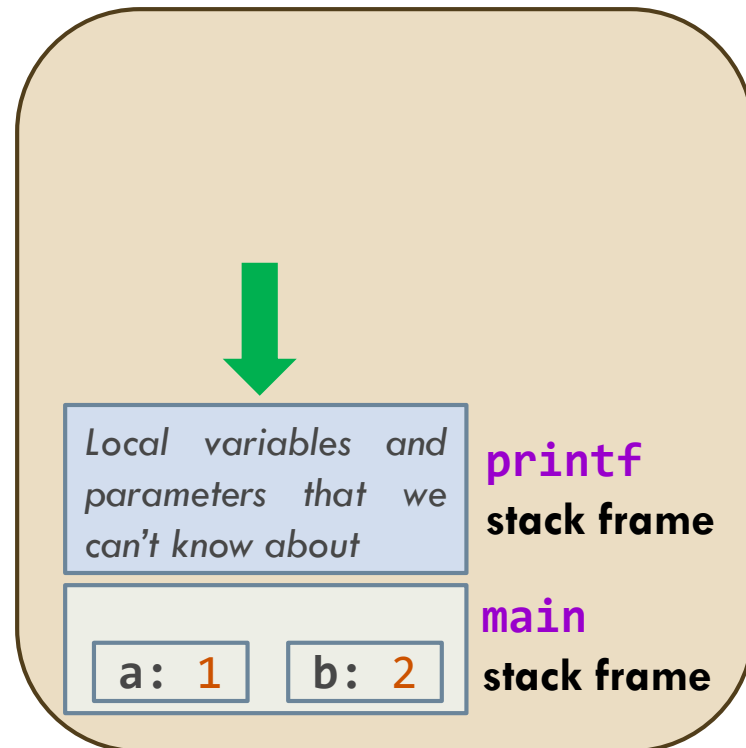 Local variables and
parameters that we
can't know about
printf
stack frame
a: 1
b: 2
main
stack frame